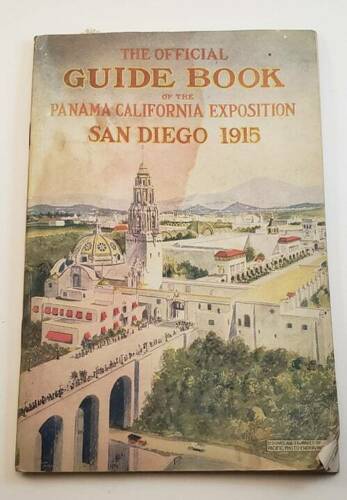 THE OFFICIAL
GUIDE BOOK
OF THE
PANAMA CALIFORNIA EXPOSITION
SAN DIEGO 1915